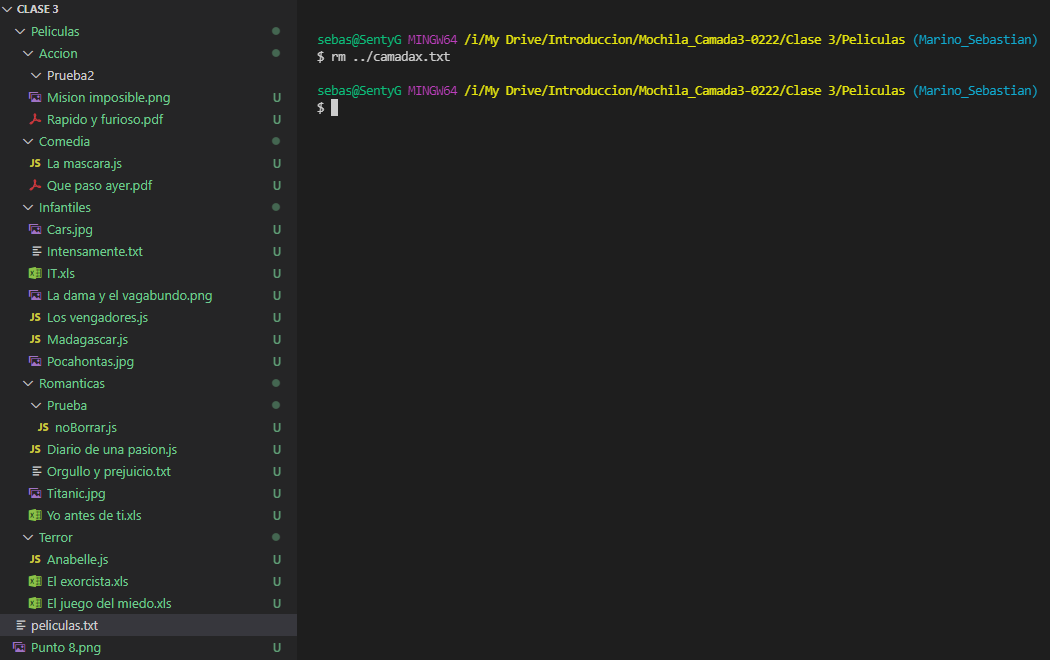 CLASE 3
Peliculas
Accion
Prueba2
Mision imposible.png U
Rapido y furioso.pdf U
Comedia
JS La mascara.js U
Que paso ayer.pdf U
Infantiles
Cars.jpg U
Intensamente.txt U
IT.xls U
La dama y el vagabundo.png U
JS Los vengadores.js U
JS Madagascar.js U
Pocahontas.jpg U
Romanticas
Prueba
JS noBorrar.js U
JS Diario de una pasion.js U
Orgullo y prejuicio.txt U
Titanic.jpg U
Yo antes de ti.xls U
Terror
JS Anabelle.js U
El exorcista.xls U
El juego del miedo.xls U
peliculas.txt
Punto 8.png U
sebas@SentyG MINGW64 /i/My Drive/Introduccion/Mochila_Camada3-0222/Clase 3/Peliculas (Marino_Sebastian)
$ rm ../camadax.txt
sebas@SentyG MINGW64 /i/My Drive/Introduccion/Mochila_Camada3-0222/Clase 3/Peliculas (Marino_Sebastian)
$